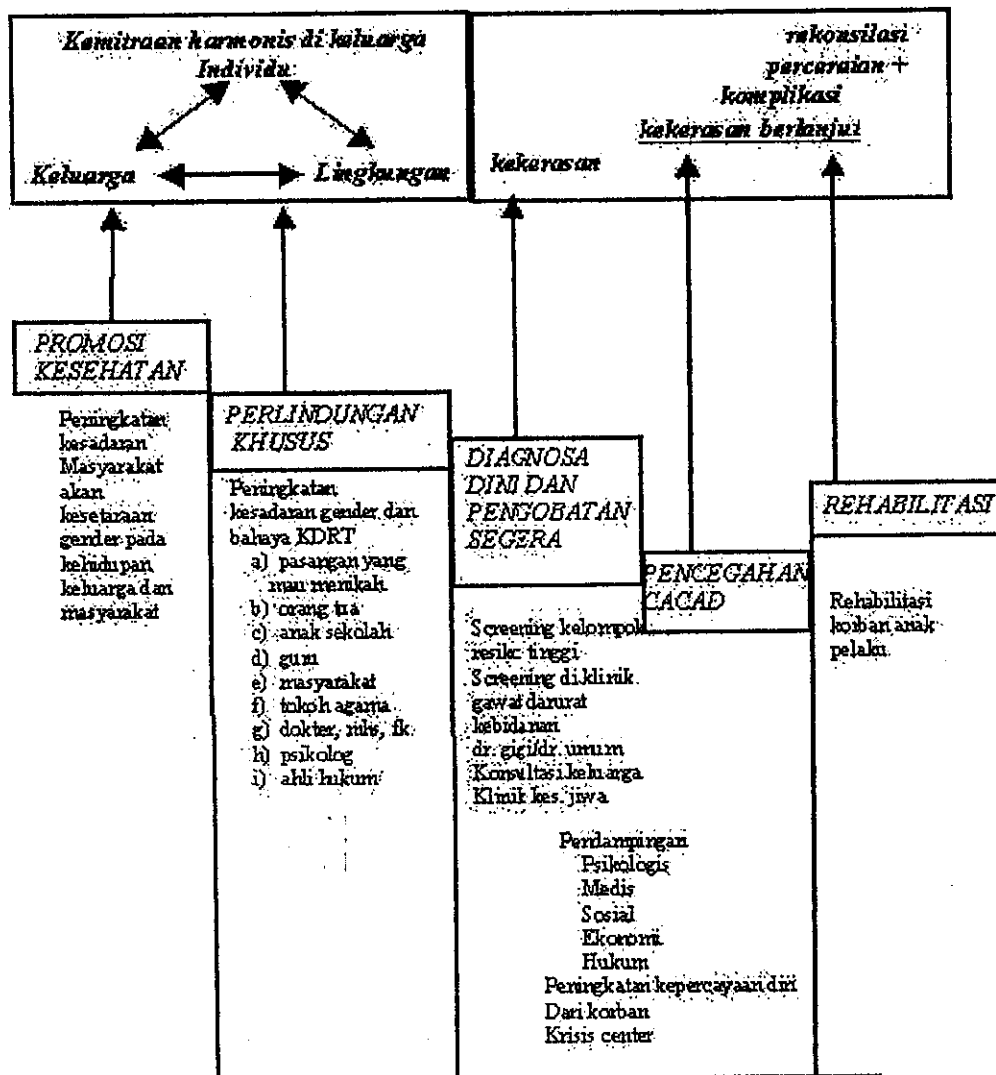 Kemitraan harmonis di keluarga
Individu
Keluarga
Lingkungan
rekonsilasi
perceraian +
komplikasi
kekerasan berlanjut
kekerasan
PROMOSI
KESEHATAN
Peningkatan
kesadaran
Masyarakat
akan
kesetaraan
gender pada
kehidupan
keluarga dan
masyarakat
PERLINDUNGAN
KHUSUS
Peningkatan
kesadaran gender dan
bahaya KDRT
a) pasangan yang
mau menikah
b) orang tua
c) anak sekolah
d) guru
e) masyarakat
f) tokoh agama
g) dokter, mhs, fk
h) psikolog
i) ahli hukum
DIAGNOSA
DINI DAN
PENGOBATAN
SEGERA
Screening kelompok
resiko tinggi
Screening di klinik
gawat darurat
kebidanan
dr. gigi/dr. umum
Konsultasi keluarga
Klinik kes. jiwa
PENCEGAHAN
CACAD
Pendampingan
Psikologis
Medis
Sosial
Ekonomi
Hukum
Peningkatan kepercayaan diri
Dari korban
Krisis center
REHABILITASI
Rehabilitasi
korban anak
pelaku